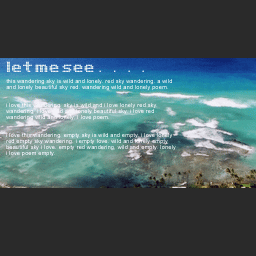 letmesee....
this wandering sky is wild and lonely. red sky wandering. a wild
and lonely beautiful sky red. wandering wild and lonely poem.
i love this wandering. sky is wild and i love lonely red sky.
wandering. i wild and lonely beautiful sky. i love red
wandering wild and lonely. i love poem.
i love this wandering. empty. sky is wild and empty. i love lonely
red empty sky wandering. i empty love. wild and lonely empty.
beautiful sky i love. empty red wandering. wild and empty. lonely
i love poem empty.